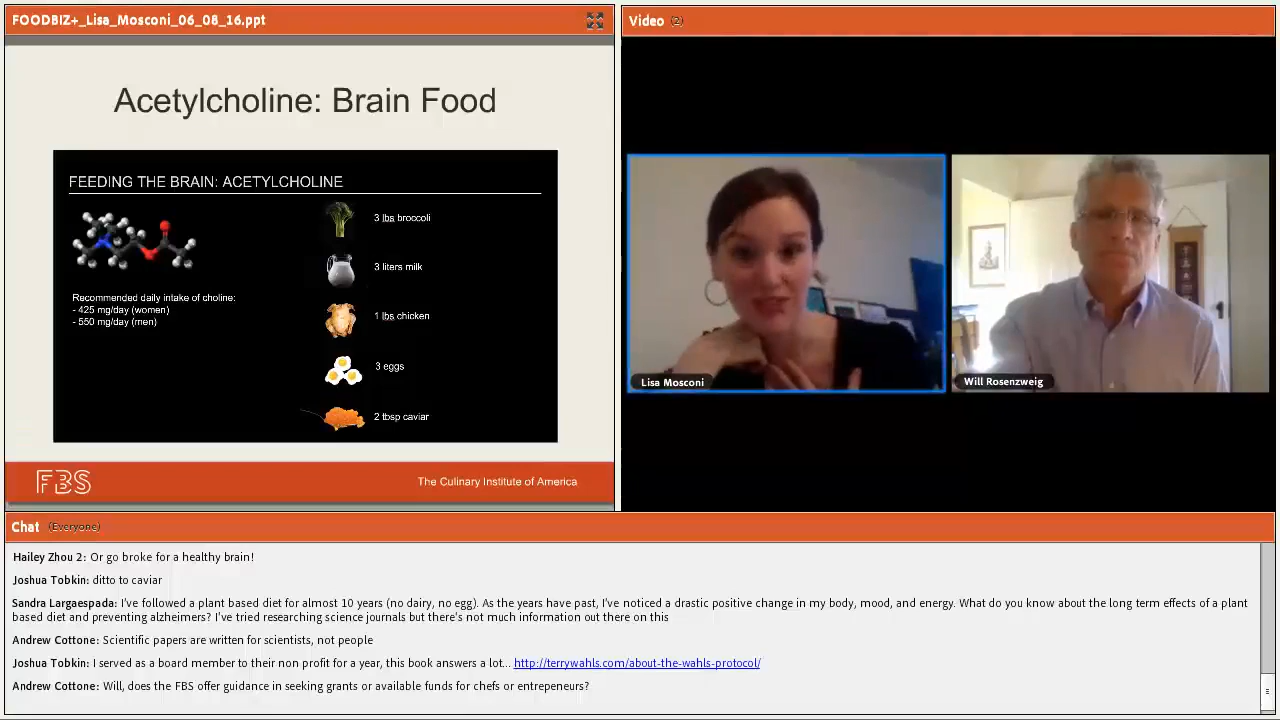 FOODBIZ+_Lisa_Mosconi_06_08_16.ppt
Acetylcholine: Brain Food
FEEDING THE BRAIN: ACETYLCHOLINE
Recommended daily intake of choline:
- 425 mg/day (women)
- 550 mg/day (men)
3 lbs broccoli
3 liters milk
1 lbs chicken
3 eggs
2 tbsp caviar
FBS
The Culinary Institute of America
Video (2)
Lisa Mosconi
Will Rosenzweig
Chat (Everyone)
Hailey Zhou 2: Or go broke for a healthy brain!
Joshua Tobkin: ditto to caviar
Sandra Largaespada: I've followed a plant based diet for almost 10 years (no dairy, no egg). As the years have past, I've noticed a drastic positive change in my body, mood, and energy. What do you know about the long term effects of a plant
based diet and preventing alzheimers? I've tried researching science journals but there's not much information out there on this
Andrew Cottone: Scientific papers are written for scientists, not people
Joshua Tobkin: I served as a board member to their non profit for a year, this book answers a lot... http://terrywahls.com/about-the-wahls-protocol/
Andrew Cottone: Will, does the FBS offer guidance in seeking grants or available funds for chefs or entrepeneurs?